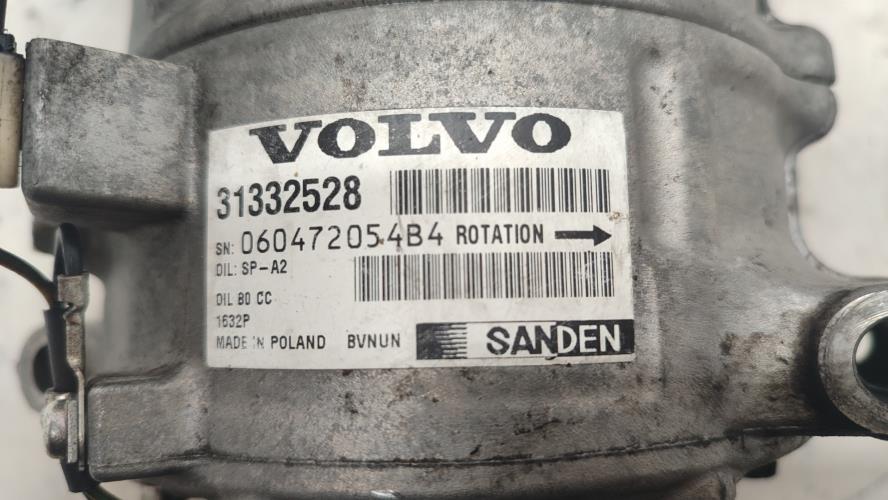 VOLVO
31332528
SN: 060472054B4 ROTATION
OIL: SP-A2
OIL 80 CC
1632P
MADE IN POLAND BVNUN SANDEN